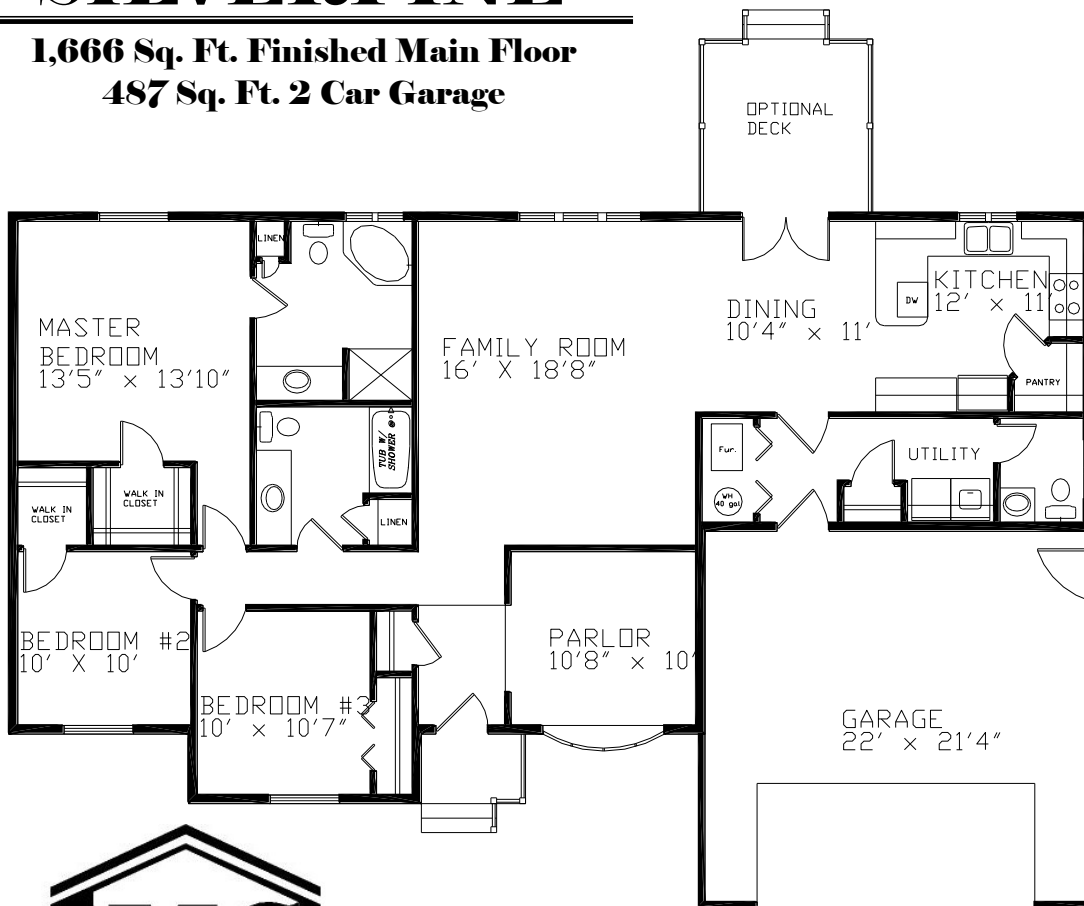 1,666 Sq. Ft. Finished Main Floor
487 Sq. Ft. 2 Car Garage
OPTIONAL
DECK
LINEN
MASTER
BEDROOM
13'5" x 13'10"
FAMILY ROOM
16' X 18'8"
DINING
10'4" x 11'
KITCHEN
12' x 11'
DW
PANTRY
TUB W/
SHOWER
Fur.
UTILITY
WALK IN
CLOSET
WALK IN
CLOSET
WH
40 gal
LINEN
BEDROOM #2
10' X 10'
PARLOR
10'8" x 10'
BEDROOM #3
10' x 10'7"
GARAGE
22' x 21'4"